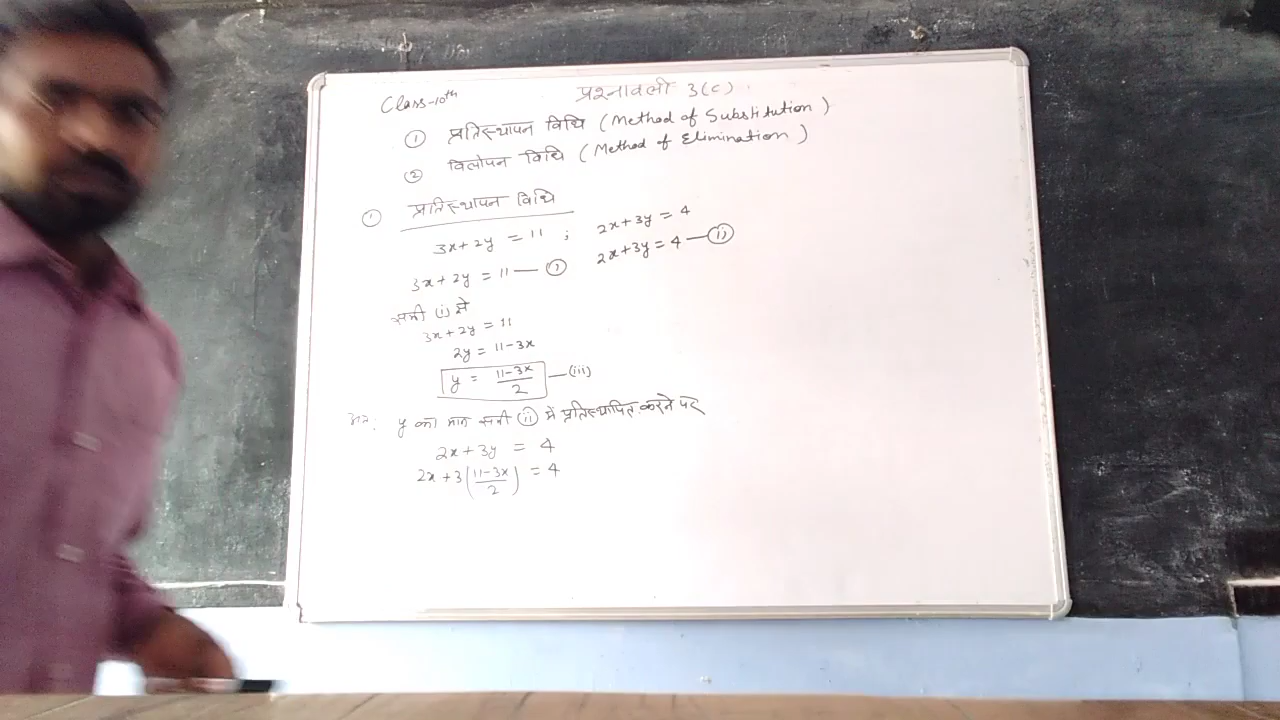 Class-10th
प्रश्नावली 3(c)
① प्रतिस्थापन विधि (Method of Substitution)
② विलोपन विधि (Method of Elimination)
① प्रतिस्थापन विधि
3x+2y = 11 ; 2x+3y = 4
3x+2y = 11 — (i) 2x+3y = 4 — (ii)
समी (i) से
3x+2y = 11
2y = 11-3x
y = (11-3x)/2 — (iii)
अत: y का मान समी (ii) में प्रतिस्थापित करने पर
2x+3y = 4
2x+3((11-3x)/2) = 4